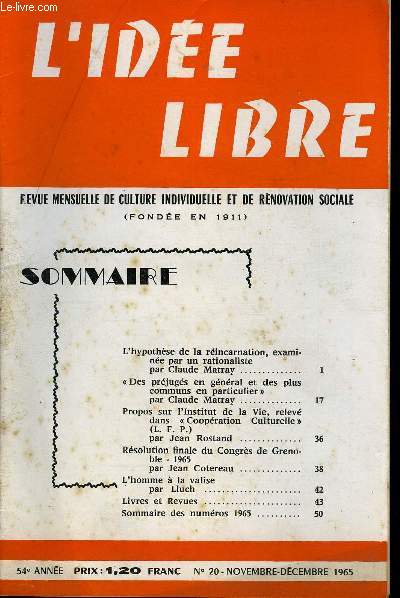 Le-livre.com
L'IDÉE
LIBRE
REVUE MENSUELLE DE CULTURE INDIVIDUELLE ET DE RÉNOVATION SOCIALE
(FONDÉE EN 1911)
SOMMAIRE
L'hypothèse de la réincarnation, exami-
née par un rationaliste
par Claude Matray .............. 1
« Des préjugés en général et des plus
communs en particulier »
par Claude Matray .............. 17
Propos sur l'Institut de la Vie, relevé
dans « Coopération Culturelle »
(L. F. P.)
par Jean Rostand .............. 36
Résolution finale du Congrès de Greno-
ble - 1965
par Jean Cotereau .............. 38
L'homme à la valise
par Lluch .................... 42
Livres et Revues .................. 43
Sommaire des numéros 1965 .......... 50
54e ANNÉE PRIX : 1,20 FRANC N° 20 - NOVEMBRE-DÉCEMBRE 1965